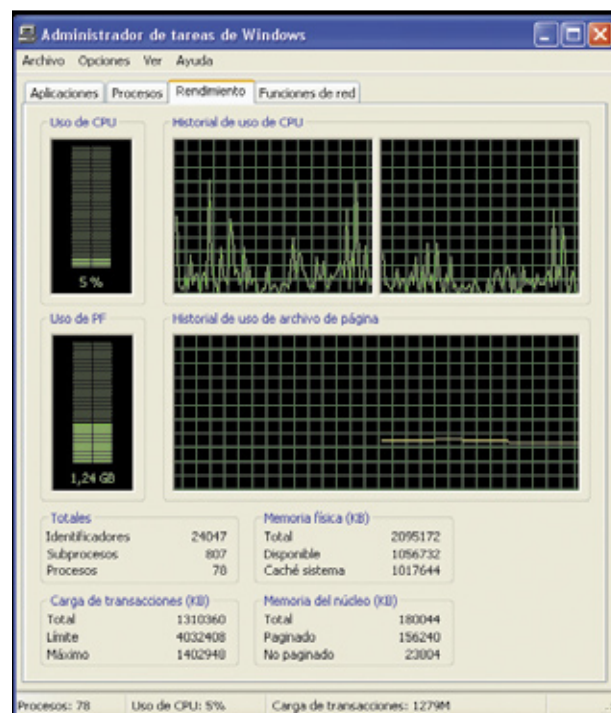 Administrador de tareas de Windows
Archivo Opciones Ver Ayuda
Aplicaciones Procesos Rendimiento Funciones de red
Uso de CPU
Historial de uso de CPU
5 %
Uso de PF
Historial de uso de archivo de página
1,24 GB
Totales
Identificadores 24047
Subprocesos 807
Procesos 78
Memoria física (KB)
Total 2095172
Disponible 1056732
Caché sistema 1017644
Carga de transacciones (KB)
Total 1310360
Límite 4032408
Máximo 1402948
Memoria del núcleo (KB)
Total 180044
Paginado 156240
No paginado 23804
Procesos: 78 Uso de CPU: 5% Carga de transacciones: 1279M